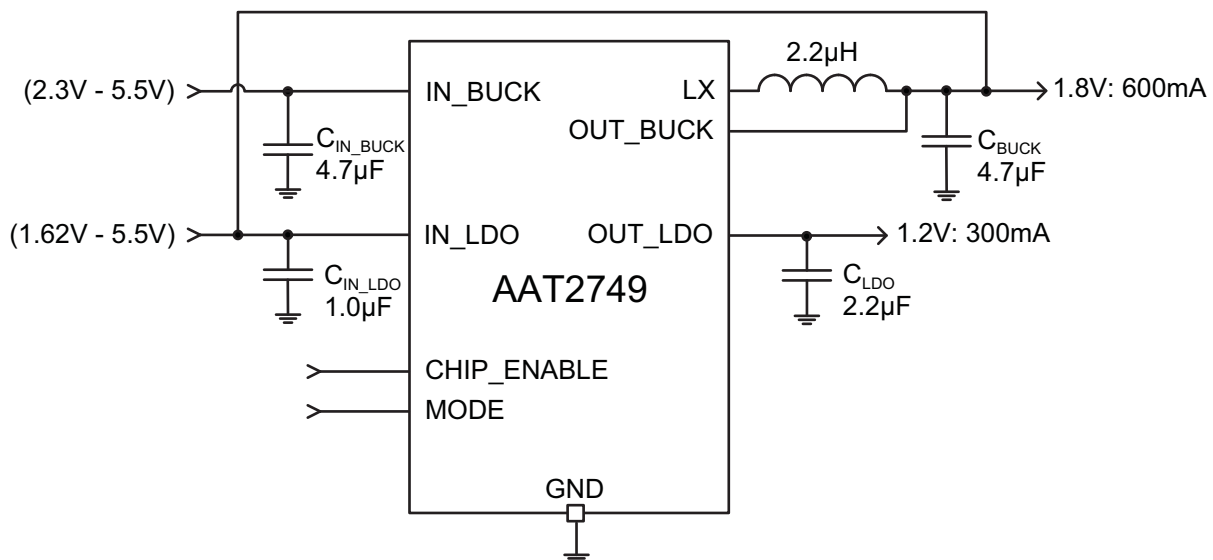 2.2µH
(2.3V - 5.5V)
IN_BUCK
LX
1.8V: 600mA
OUT_BUCK
C_IN_BUCK
4.7µF
C_BUCK
4.7µF
(1.62V - 5.5V)
IN_LDO
OUT_LDO
1.2V: 300mA
C_IN_LDO
1.0µF
AAT2749
C_LDO
2.2µF
CHIP_ENABLE
MODE
GND